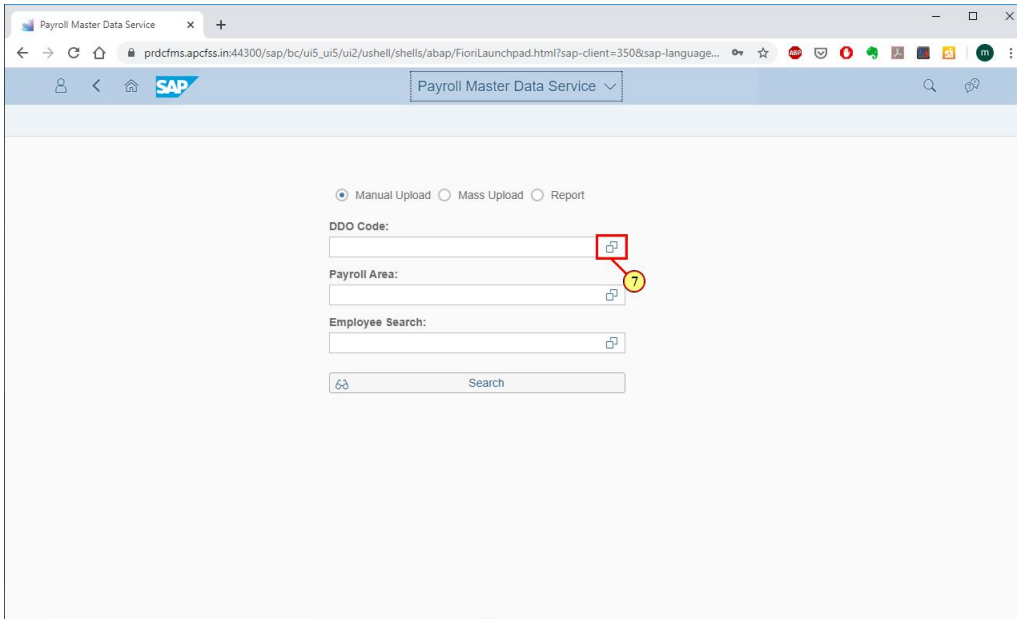 Payroll Master Data Service
prdcfms.apcfss.in:44300/sap/bc/ui5_ui5/ui2/ushell/shells/abap/FioriLaunchpad.html?sap-client=350&sap-language...
ABP
m
SAP
Payroll Master Data Service
Manual Upload Mass Upload Report
DDO Code:
7
Payroll Area:
Employee Search:
Search